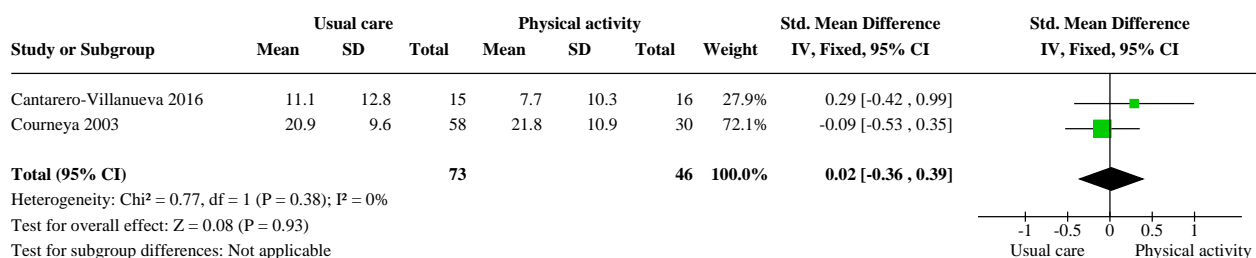 Usual care Physical activity Std. Mean Difference Std. Mean Difference
Study or Subgroup Mean SD Total Mean SD Total Weight IV, Fixed, 95% CI IV, Fixed, 95% CI
Cantarero-Villanueva 2016 11.1 12.8 15 7.7 10.3 16 27.9% 0.29 [-0.42 , 0.99]
Courneya 2003 20.9 9.6 58 21.8 10.9 30 72.1% -0.09 [-0.53 , 0.35]
Total (95% CI) 73 46 100.0% 0.02 [-0.36 , 0.39]
Heterogeneity: Chi² = 0.77, df = 1 (P = 0.38); I² = 0%
Test for overall effect: Z = 0.08 (P = 0.93)
-1 -0.5 0 0.5 1
Test for subgroup differences: Not applicable Usual care Physical activity